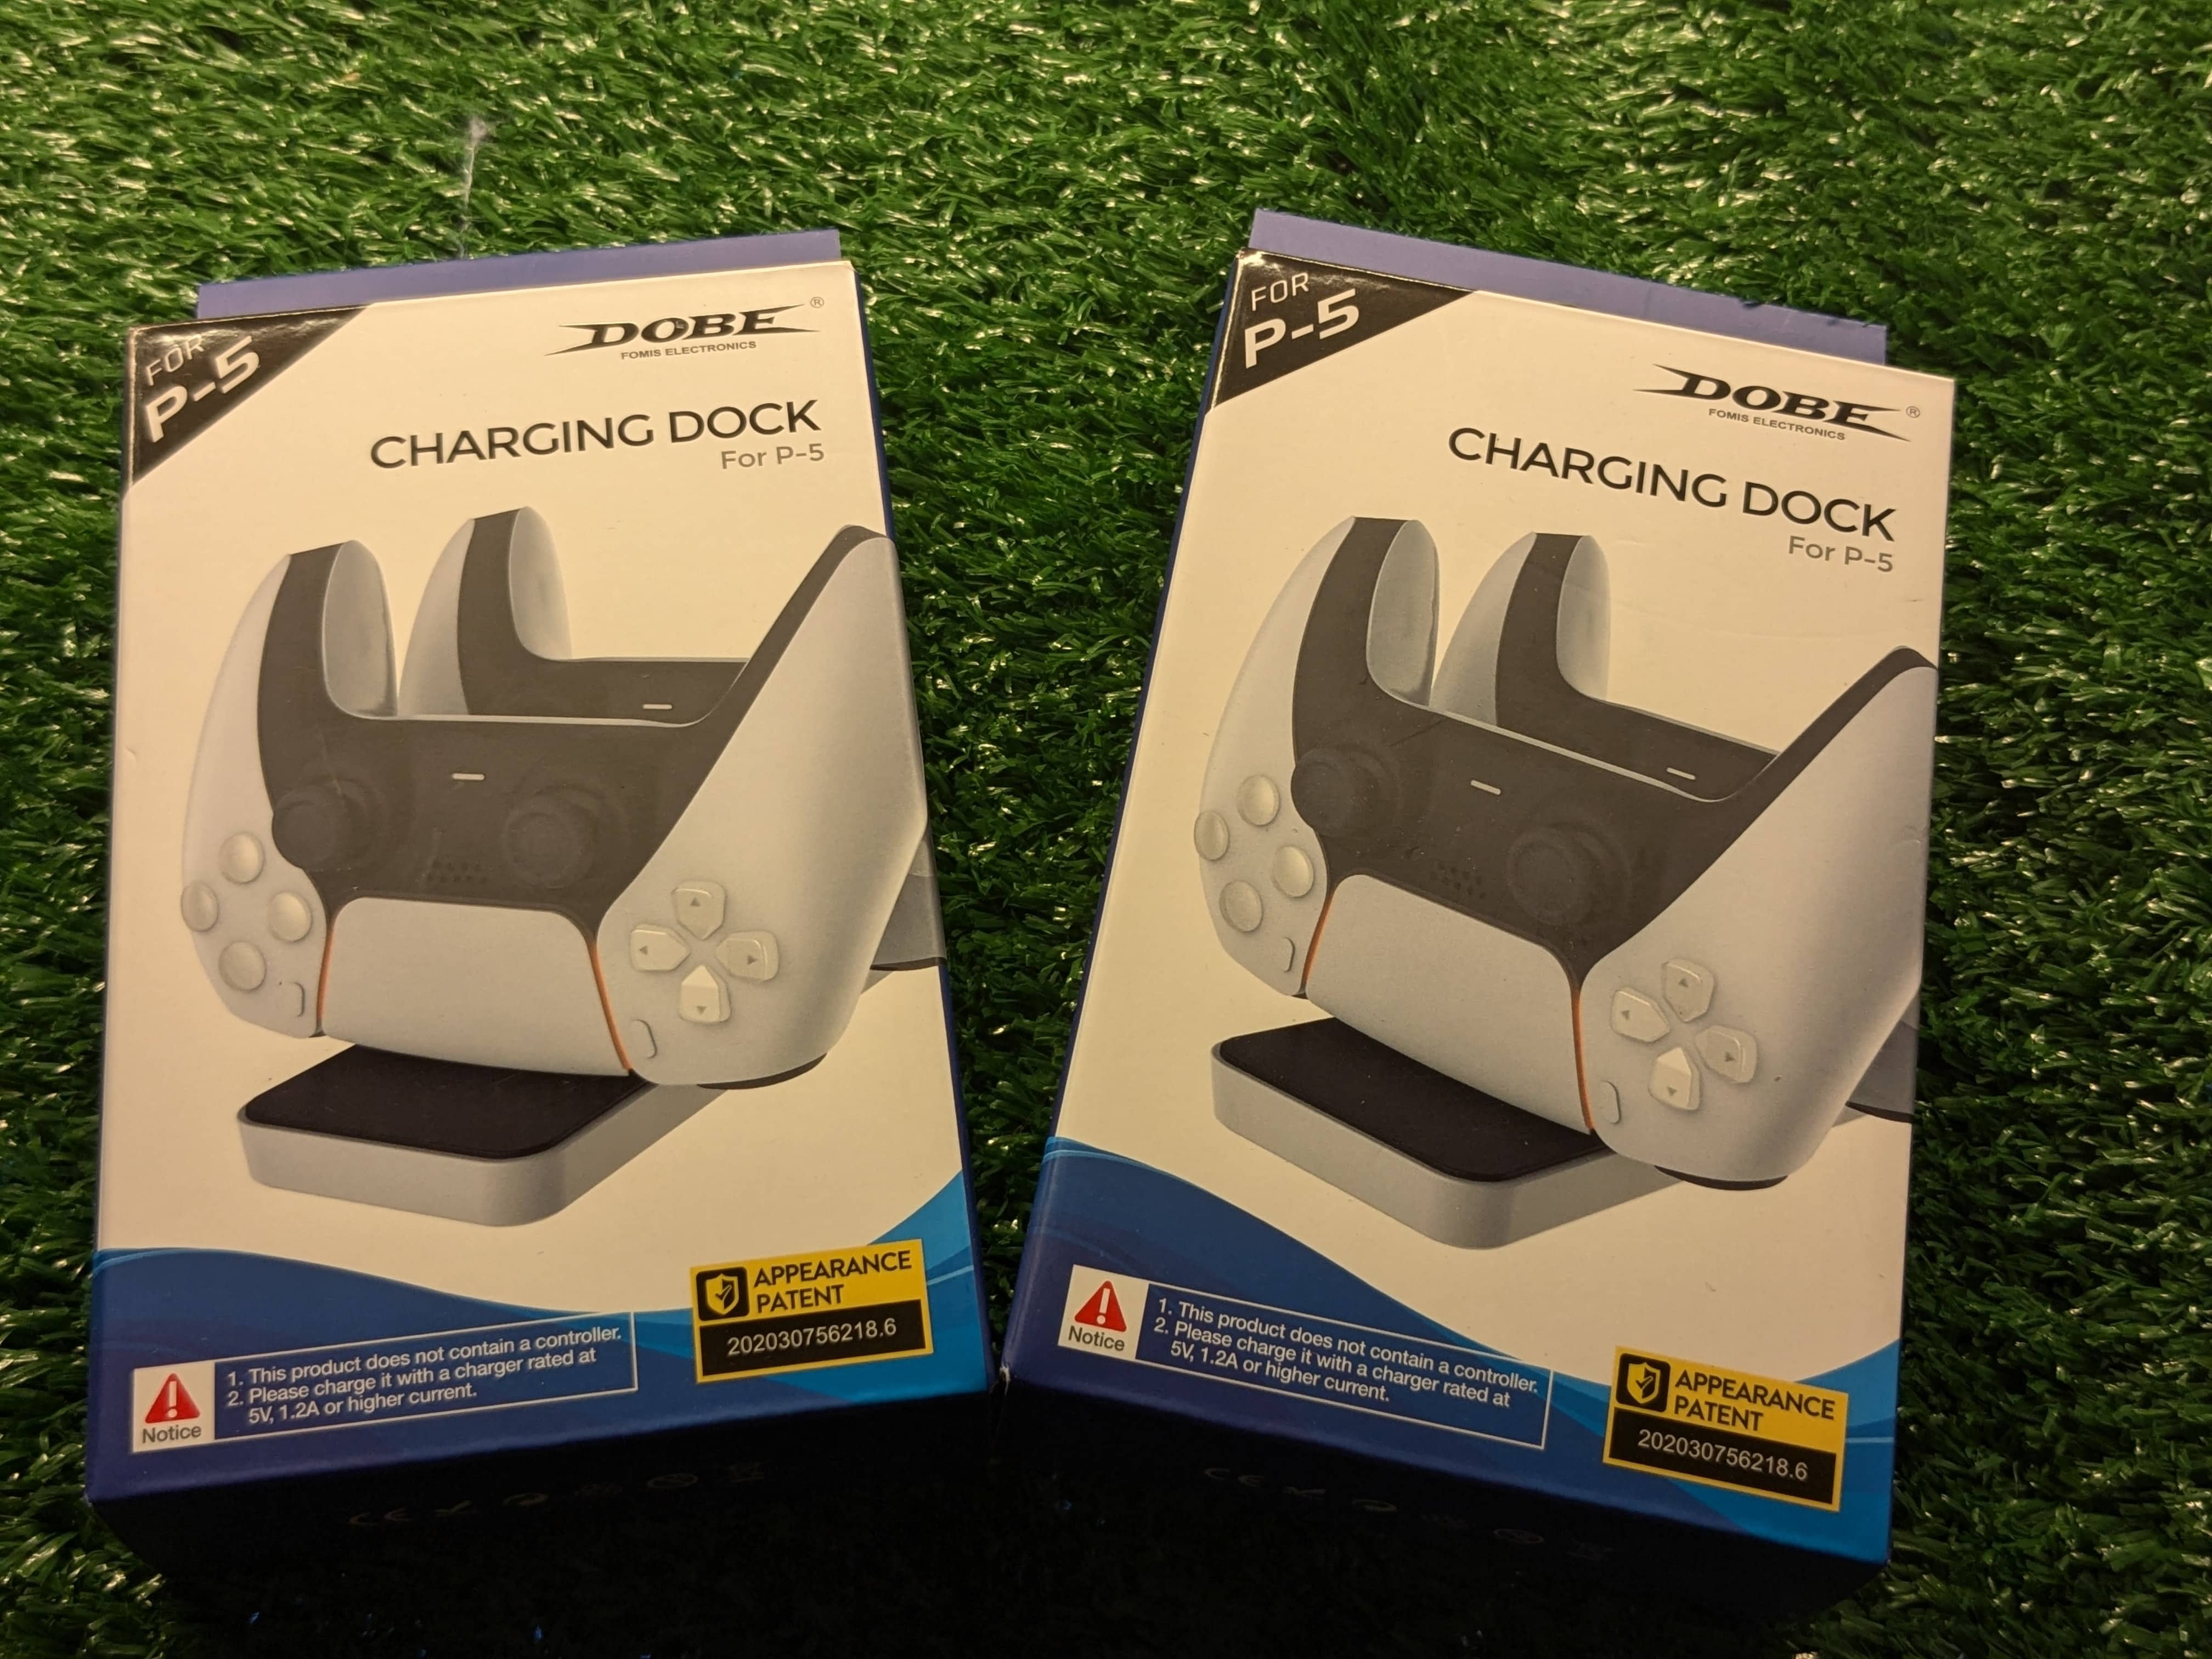 FOR
P-5
DOBE®
FOMIS ELECTRONICS
CHARGING DOCK
For P-5
APPEARANCE
PATENT
202030756218.6
Notice
1. This product does not contain a controller.
2. Please charge it with a charger rated at
5V, 1.2A or higher current.
CE
FOR
P-5
DOBE®
FOMIS ELECTRONICS
CHARGING DOCK
For P-5
Notice
1. This product does not contain a controller.
2. Please charge it with a charger rated at
5V, 1.2A or higher current.
APPEARANCE
PATENT
202030756218.6
CE